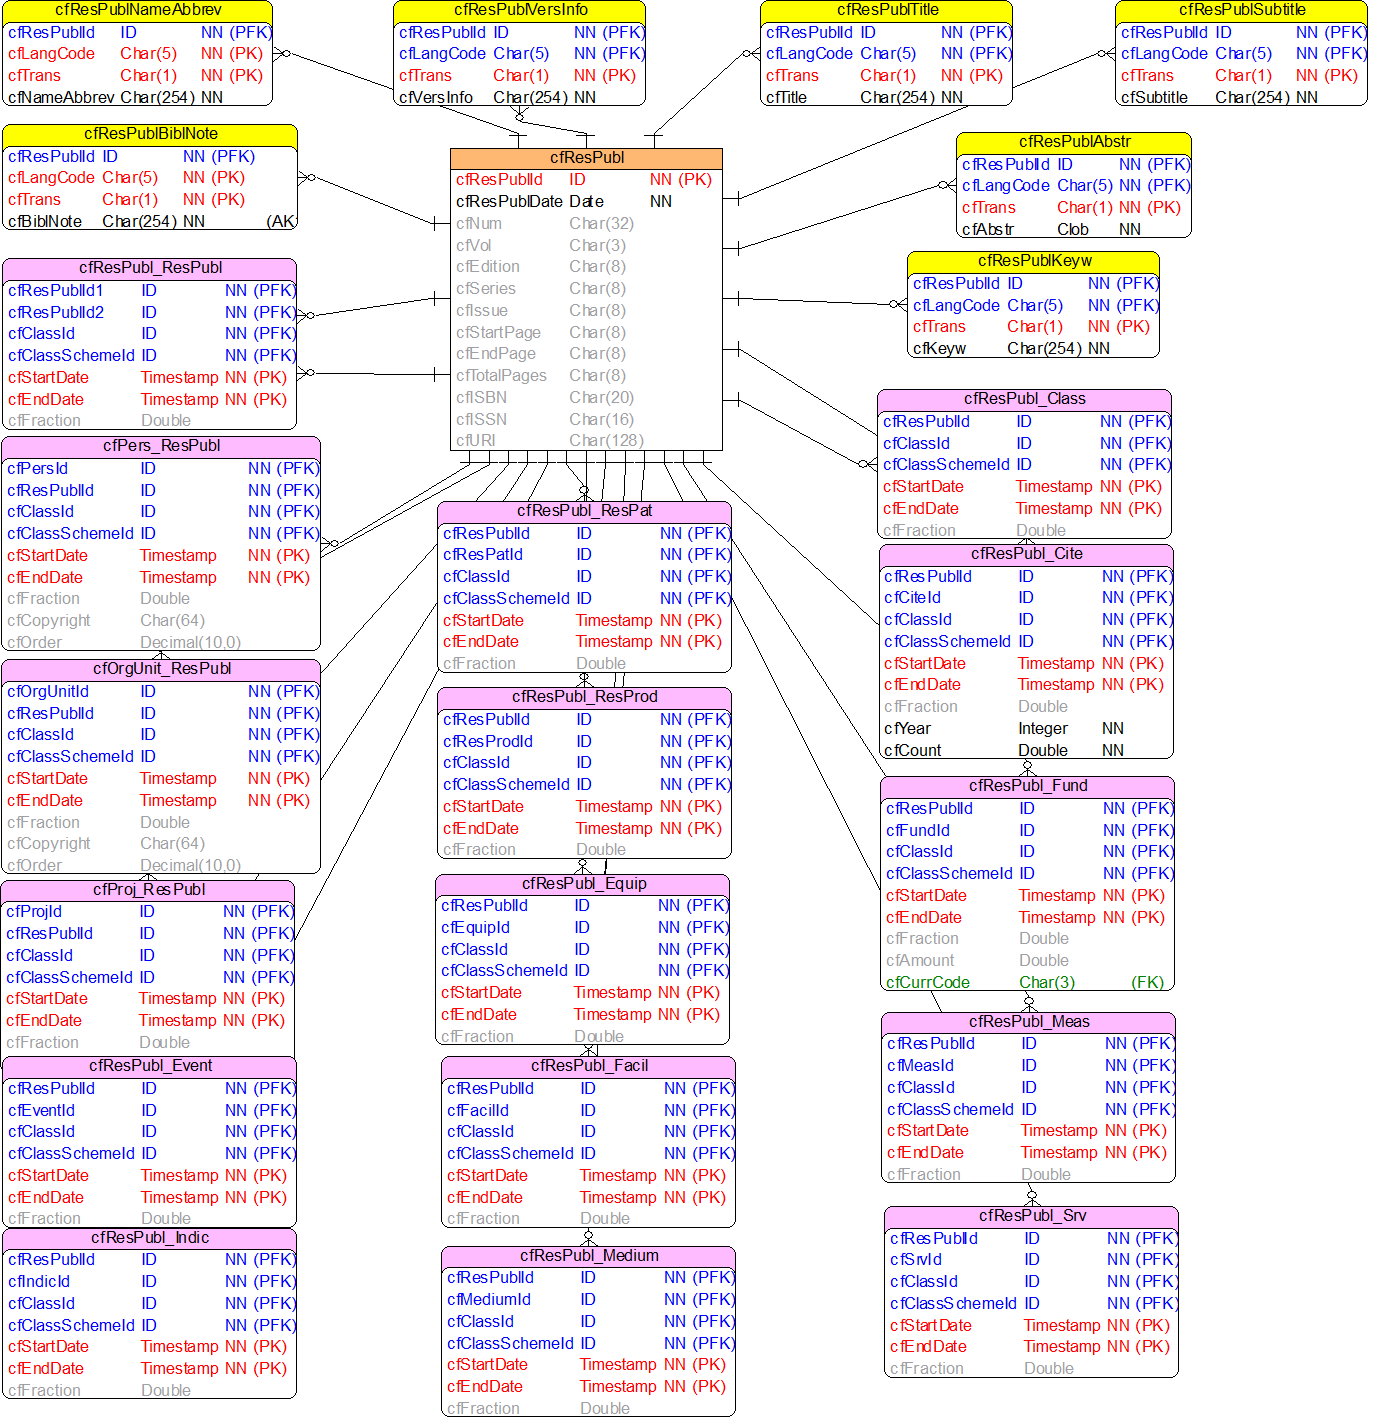 cfResPublNameAbbrev
cfResPublId ID NN (PFK)
cfLangCode Char(5) NN (PK)
cfTrans Char(1) NN (PK)
cfNameAbbrev Char(254) NN
cfResPublVersInfo
cfResPublId ID NN (PFK)
cfLangCode Char(5) NN (PFK)
cfTrans Char(1) NN (PK)
cfVersInfo Char(254) NN
cfResPublTitle
cfResPublId ID NN (PFK)
cfLangCode Char(5) NN (PFK)
cfTrans Char(1) NN (PK)
cfTitle Char(254) NN
cfResPublSubtitle
cfResPublId ID NN (PFK)
cfLangCode Char(5) NN (PFK)
cfTrans Char(1) NN (PK)
cfSubtitle Char(254) NN
cfResPublBiblNote
cfResPublId ID NN (PFK)
cfLangCode Char(5) NN (PK)
cfTrans Char(1) NN (PK)
cfBiblNote Char(254) NN (AK
cfResPubl
cfResPublId ID NN (PK)
cfResPublDate Date NN
cfNum Char(32)
cfVol Char(3)
cfEdition Char(8)
cfSeries Char(8)
cfIssue Char(8)
cfStartPage Char(8)
cfEndPage Char(8)
cfTotalPages Char(8)
cfISBN Char(20)
cfISSN Char(16)
cfURI Char(128)
cfResPublAbstr
cfResPublId ID NN (PFK)
cfLangCode Char(5) NN (PFK)
cfTrans Char(1) NN (PK)
cfAbstr Clob NN
cfResPublKeyw
cfResPublId ID NN (PFK)
cfLangCode Char(5) NN (PFK)
cfTrans Char(1) NN (PK)
cfKeyw Char(254) NN
cfResPubl_ResPubl
cfResPublId1 ID NN (PFK)
cfResPublId2 ID NN (PFK)
cfClassId ID NN (PFK)
cfClassSchemeId ID NN (PFK)
cfStartDate Timestamp NN (PK)
cfEndDate Timestamp NN (PK)
cfFraction Double
cfPers_ResPubl
cfPersId ID NN (PFK)
cfResPublId ID NN (PFK)
cfClassId ID NN (PFK)
cfClassSchemeId ID NN (PFK)
cfStartDate Timestamp NN (PK)
cfEndDate Timestamp NN (PK)
cfFraction Double
cfCopyright Char(64)
cfOrder Decimal(10,0)
cfOrgUnit_ResPubl
cfOrgUnitId ID NN (PFK)
cfResPublId ID NN (PFK)
cfClassId ID NN (PFK)
cfClassSchemeId ID NN (PFK)
cfStartDate Timestamp NN (PK)
cfEndDate Timestamp NN (PK)
cfFraction Double
cfCopyright Char(64)
cfOrder Decimal(10,0)
cfProj_ResPubl
cfProjId ID NN (PFK)
cfResPublId ID NN (PFK)
cfClassId ID NN (PFK)
cfClassSchemeId ID NN (PFK)
cfStartDate Timestamp NN (PK)
cfEndDate Timestamp NN (PK)
cfFraction Double
cfResPubl_Event
cfResPublId ID NN (PFK)
cfEventId ID NN (PFK)
cfClassId ID NN (PFK)
cfClassSchemeId ID NN (PFK)
cfStartDate Timestamp NN (PK)
cfEndDate Timestamp NN (PK)
cfFraction Double
cfResPubl_Indic
cfResPublId ID NN (PFK)
cfIndicId ID NN (PFK)
cfClassId ID NN (PFK)
cfClassSchemeId ID NN (PFK)
cfStartDate Timestamp NN (PK)
cfEndDate Timestamp NN (PK)
cfFraction Double
cfResPubl_ResPat
cfResPublId ID NN (PFK)
cfResPatId ID NN (PFK)
cfClassId ID NN (PFK)
cfClassSchemeId ID NN (PFK)
cfStartDate Timestamp NN (PK)
cfEndDate Timestamp NN (PK)
cfFraction Double
cfResPubl_ResProd
cfResPublId ID NN (PFK)
cfResProdId ID NN (PFK)
cfClassId ID NN (PFK)
cfClassSchemeId ID NN (PFK)
cfStartDate Timestamp NN (PK)
cfEndDate Timestamp NN (PK)
cfFraction Double
cfResPubl_Equip
cfResPublId ID NN (PFK)
cfEquipId ID NN (PFK)
cfClassId ID NN (PFK)
cfClassSchemeId ID NN (PFK)
cfStartDate Timestamp NN (PK)
cfEndDate Timestamp NN (PK)
cfFraction Double
cfResPubl_Facil
cfResPublId ID NN (PFK)
cfFacilId ID NN (PFK)
cfClassId ID NN (PFK)
cfClassSchemeId ID NN (PFK)
cfStartDate Timestamp NN (PK)
cfEndDate Timestamp NN (PK)
cfFraction Double
cfResPubl_Medium
cfResPublId ID NN (PFK)
cfMediumId ID NN (PFK)
cfClassId ID NN (PFK)
cfClassSchemeId ID NN (PFK)
cfStartDate Timestamp NN (PK)
cfEndDate Timestamp NN (PK)
cfFraction Double
cfResPubl_Class
cfResPublId ID NN (PFK)
cfClassId ID NN (PFK)
cfClassSchemeId ID NN (PFK)
cfStartDate Timestamp NN (PK)
cfEndDate Timestamp NN (PK)
cfFraction Double
cfResPubl_Cite
cfResPublId ID NN (PFK)
cfCiteId ID NN (PFK)
cfClassId ID NN (PFK)
cfClassSchemeId ID NN (PFK)
cfStartDate Timestamp NN (PK)
cfEndDate Timestamp NN (PK)
cfFraction Double
cfYear Integer NN
cfCount Double NN
cfResPubl_Fund
cfResPublId ID NN (PFK)
cfFundId ID NN (PFK)
cfClassId ID NN (PFK)
cfClassSchemeId ID NN (PFK)
cfStartDate Timestamp NN (PK)
cfEndDate Timestamp NN (PK)
cfFraction Double
cfAmount Double
cfCurrCode Char(3) (FK)
cfResPubl_Meas
cfResPublId ID NN (PFK)
cfMeasId ID NN (PFK)
cfClassId ID NN (PFK)
cfClassSchemeId ID NN (PFK)
cfStartDate Timestamp NN (PK)
cfEndDate Timestamp NN (PK)
cfFraction Double
cfResPubl_Srv
cfResPublId ID NN (PFK)
cfSrvId ID NN (PFK)
cfClassId ID NN (PFK)
cfClassSchemeId ID NN (PFK)
cfStartDate Timestamp NN (PK)
cfEndDate Timestamp NN (PK)
cfFraction Double